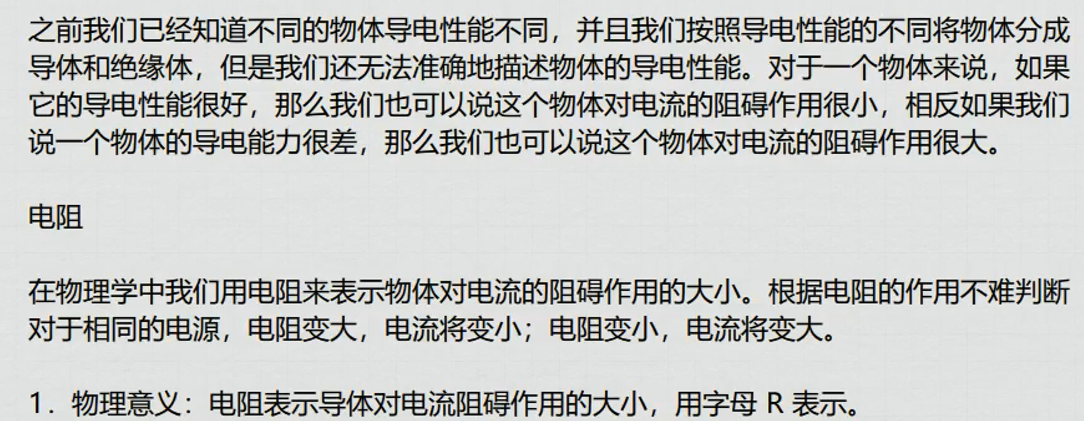 之前我们已经知道不同的物体导电性能不同，并且我们按照导电性能的不同将物体分成
导体和绝缘体，但是我们还无法准确地描述物体的导电性能。对于一个物体来说，如果
它的导电性能很好，那么我们也可以说这个物体对电流的阻碍作用很小，相反如果我们
说一个物体的导电能力很差，那么我们也可以说这个物体对电流的阻碍作用很大。
电阻
在物理学中我们用电阻来表示物体对电流的阻碍作用的大小。根据电阻的作用不难判断
对于相同的电源，电阻变大，电流将变小；电阻变小，电流将变大。
1．物理意义：电阻表示导体对电流阻碍作用的大小，用字母 R 表示。